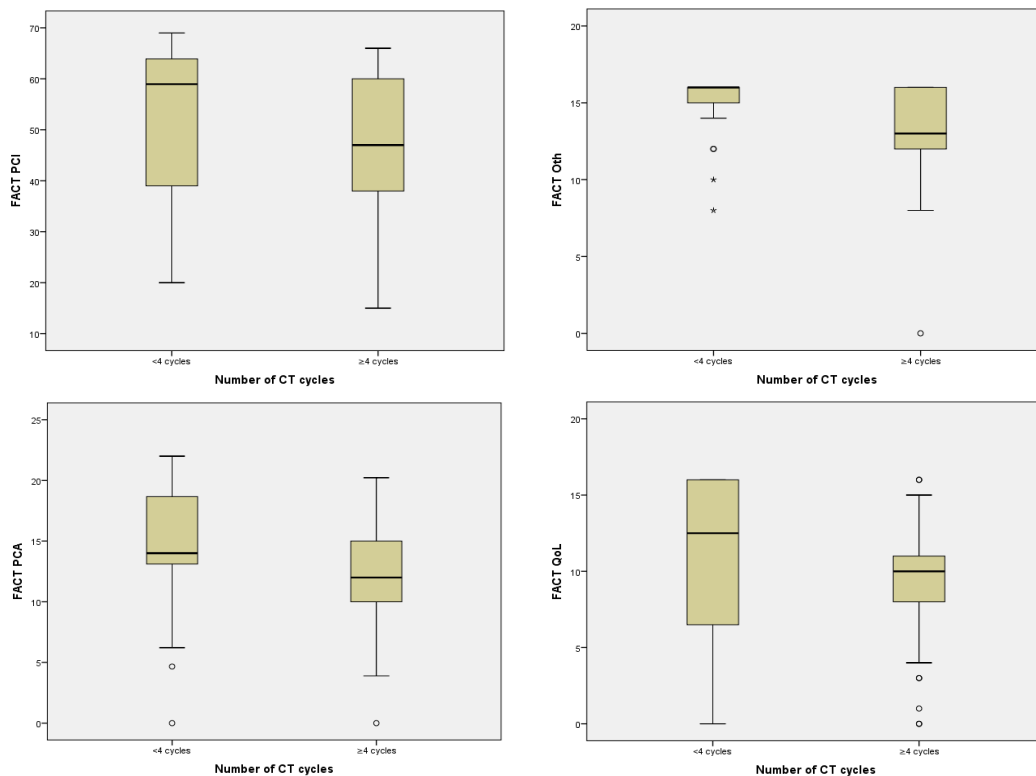 FACT PCI
70
60
50
40
30
20
10
<4 cycles
≥4 cycles
Number of CT cycles
FACT Oth
20
15
10
5
0
<4 cycles
≥4 cycles
Number of CT cycles
FACT PCA
25
20
15
10
5
0
<4 cycles
≥4 cycles
Number of CT cycles
FACT QoL
20
15
10
5
0
<4 cycles
≥4 cycles
Number of CT cycles